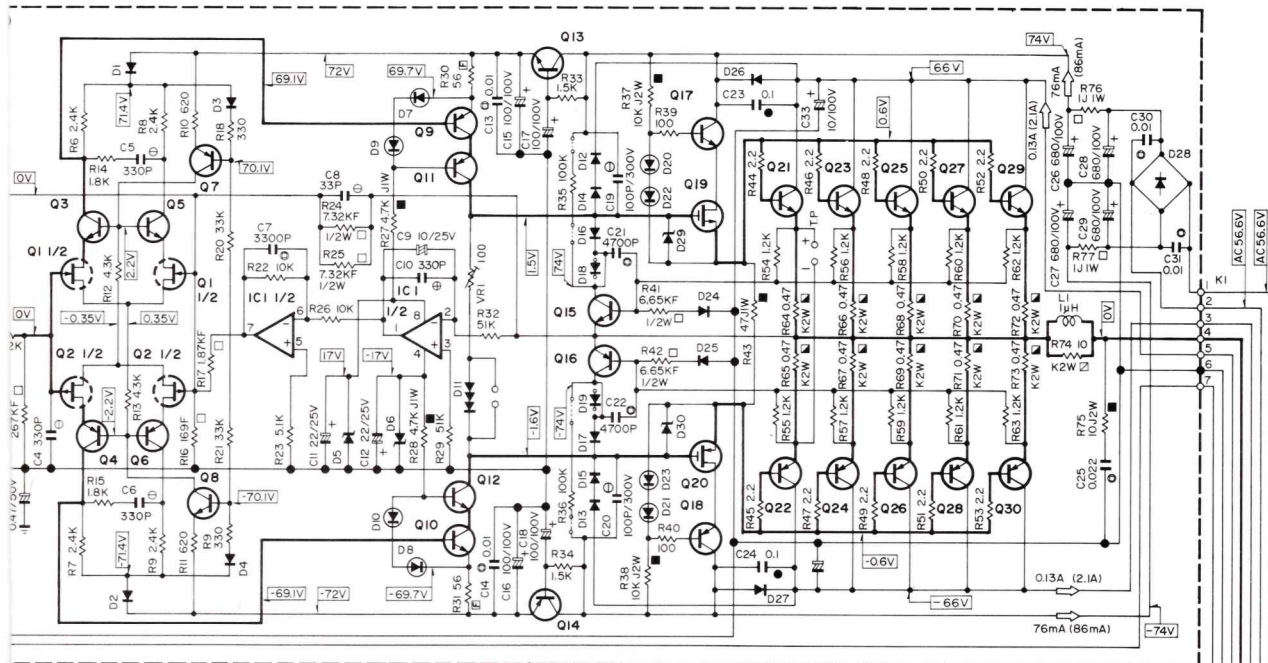 Q13
74V
76mA (86mA)
D1
71.4V
69.1V
72V
69.7V
R30 56
F
R33 1.5K
D26
66V
R76 1J 1W
R6 2.4K
R8 2.4K
R10 620
D3
R18 330
D7
Q9
C13 0.01
C15 100/100V
C17 100/100V
R37 10K J2W
Q17
C23 0.1
C33 10/100V
0.6V
0.13A (2.1A)
C30 0.01
D28
R14 1.8K
C5 330P
D9
R39 100
C26 680/100V
C28 680/100V
0V
Q7
70.1V
Q11
C8 33P
R35 100K
D12
D14
C19 100P/300V
D20
D22
Q19
R44 2.2
Q21
R46 2.2
Q23
R48 2.2
Q25
R50 2.2
Q27
R52 2.2
Q29
Q3
Q5
R24 7.32KF 1/2W
R27 4.7K J1W
C27 680/100V
C29 680/100V
C31 0.01
R77 1J 1W
AC56.6V
AC56.6V
R20 33K
C7 3300P
R25 7.32KF 1/2W
C9 10/25V
D16
C21 4700P
D29
T.P
+
−
Q1 1/2
R12 4.3K
2.2V
Q1 1/2
R22 10K
C10 330P
100
VR1
1.5V
74V
D18
R54 1.2K
R56 1.2K
R58 1.2K
R60 1.2K
R62 1.2K
K1
IC1 1/2
IC1 1/2
R26 10K
Q15
R41 6.65KF 1/2W
D24
47J1W
R43
L1 1μH
0V
1
2
3
4
5
6
7
0V
-0.35V
0.35V
7
6
5
8
1
2
3
4
R32 51K
R64 0.47 K2W
R66 0.47 K2W
R68 0.47 K2W
R70 0.47 K2W
R72 0.47 K2W
R74 10 K2W
Q2 1/2
Q2 1/2
R17 1.87KF
17V
-17V
Q16
R42 6.65KF 1/2W
D25
R65 0.47 K2W
R67 0.47 K2W
R69 0.47 K2W
R71 0.47 K2W
R73 0.47 K2W
2K
267KF
C4 330P
R13 4.3K
-2.2V
D11
D19
C22 4700P
-74V
D30
R55 1.2K
R57 1.2K
R59 1.2K
R61 1.2K
R63 1.2K
R75 10J2W
C25 0.022
Q4
Q6
R16 169F
R21 33K
R23 5.1K
C11 22/25V
D5
C12 22/25V
D6
R28 4.7K J1W
R29 5.1K
-1.6V
D17
Q8
0.47/50V
R15 1.8K
C6 330P
-70.1V
Q12
R36 100K
D15
D13
C20 100P/300V
D23
D21
Q20
Q18
R45 2.2
Q22
R47 2.2
Q24
R49 2.2
Q26
R51 2.2
Q28
R53 2.2
Q30
D10
Q10
R7 2.4K
R9 2.4K
R11 620
R9 330
-71.4V
D4
D8
C14 0.01
C16 100/100V
C18 100/100V
R34 1.5K
R40 100
R38 10K J2W
C24 0.1
-0.6V
D2
-69.1V
-72V
-69.7V
R31 56
F
Q14
D27
-66V
0.13A (2.1A)
76mA (86mA)
-74V